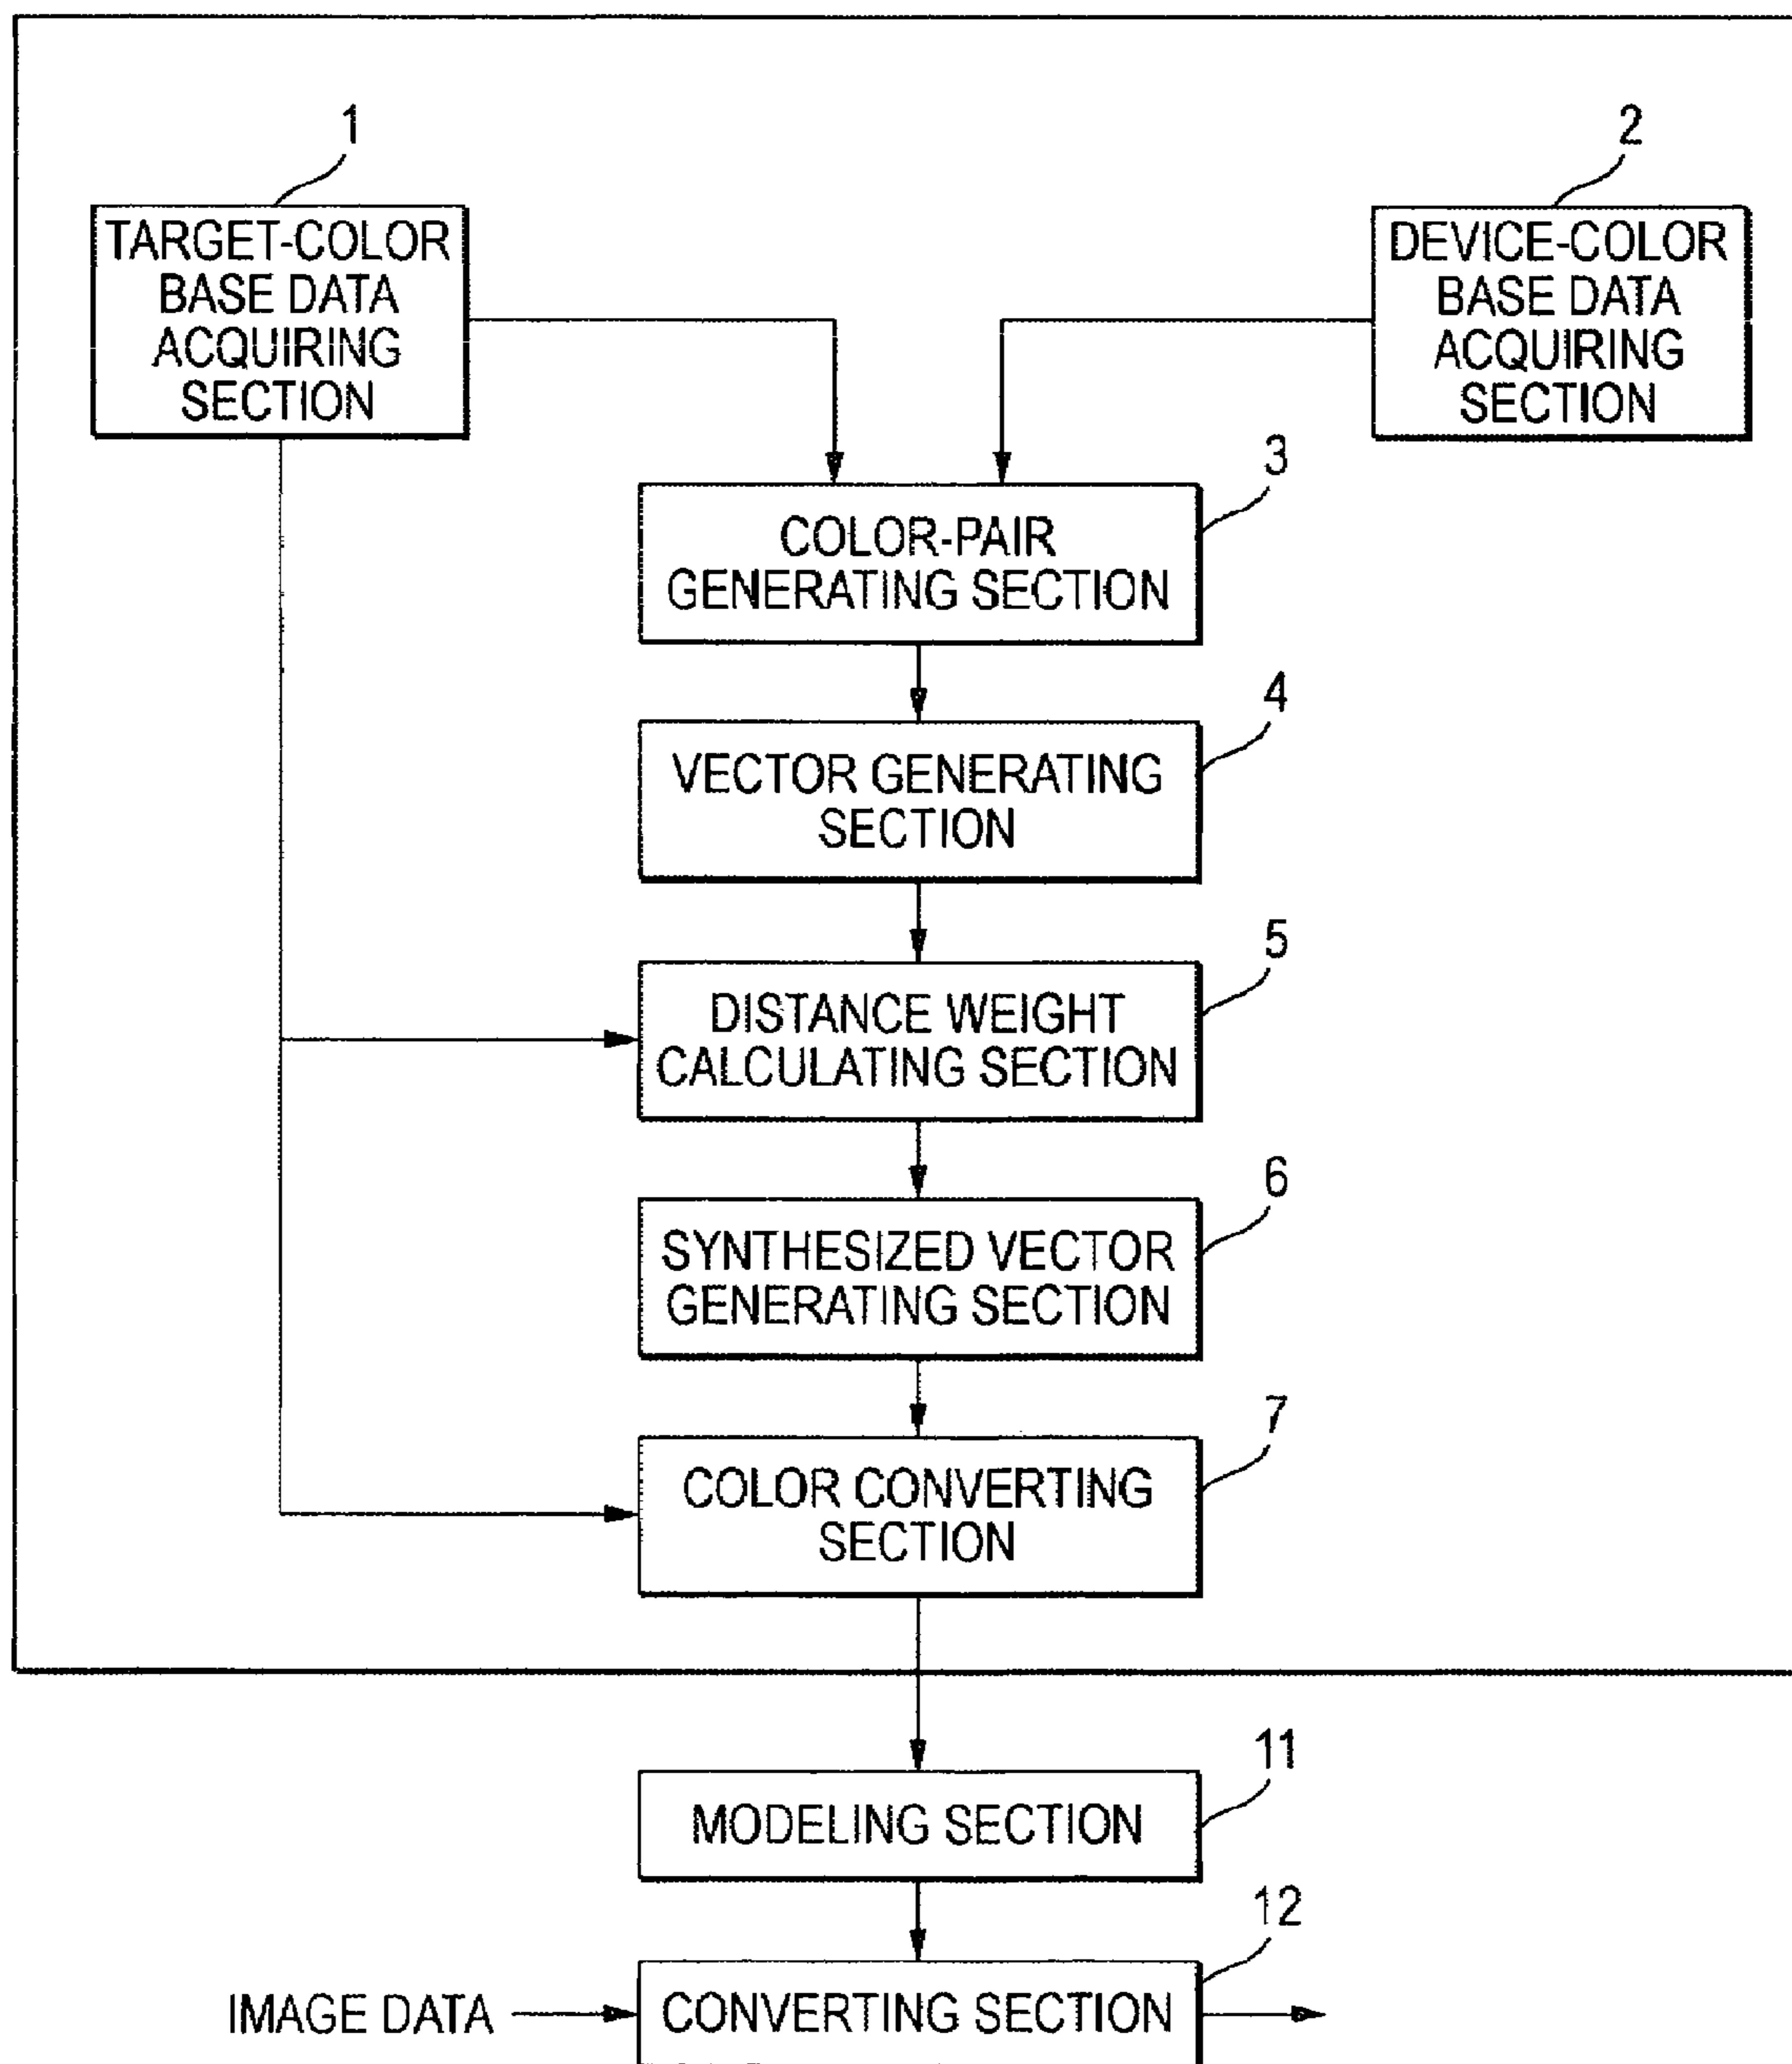 1
2
TARGET-COLOR
BASE DATA
ACQUIRING
SECTION
DEVICE-COLOR
BASE DATA
ACQUIRING
SECTION
3
COLOR-PAIR
GENERATING SECTION
4
VECTOR GENERATING
SECTION
5
DISTANCE WEIGHT
CALCULATING SECTION
6
SYNTHESIZED VECTOR
GENERATING SECTION
7
COLOR CONVERTING
SECTION
11
MODELING SECTION
12
IMAGE DATA
CONVERTING SECTION